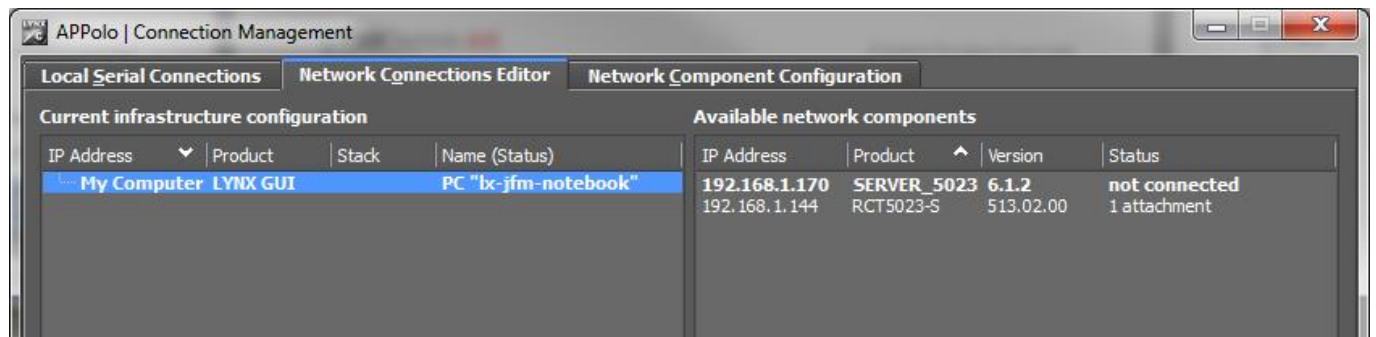 APPolo | Connection Management
Local Serial Connections Network Connections Editor Network Component Configuration
Current infrastructure configuration Available network components
IP Address Product Stack Name (Status) IP Address Product Version Status
My Computer LYNX GUI PC "lx-jfm-notebook" 192.168.1.170 SERVER_5023 6.1.2 not connected
192.168.1.144 RCT5023-S 513.02.00 1 attachment